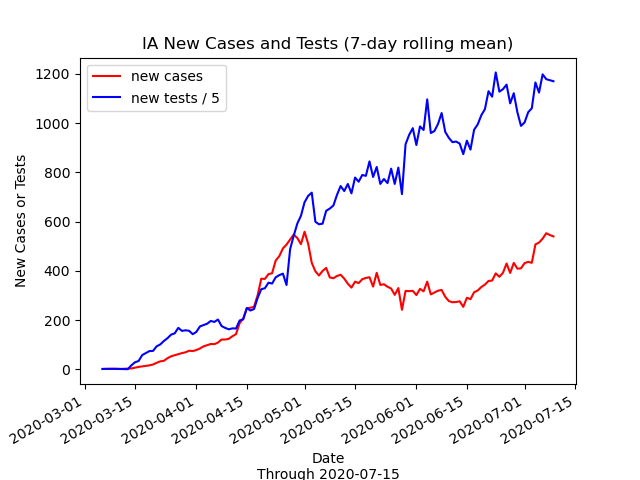 IA New Cases and Tests (7-day rolling mean)
new cases
new tests / 5
1200
1000
800
600
400
200
0
New Cases or Tests
2020-03-01
2020-03-15
2020-04-01
2020-04-15
2020-05-01
2020-05-15
2020-06-01
2020-06-15
2020-07-01
2020-07-15
Date
Through 2020-07-15